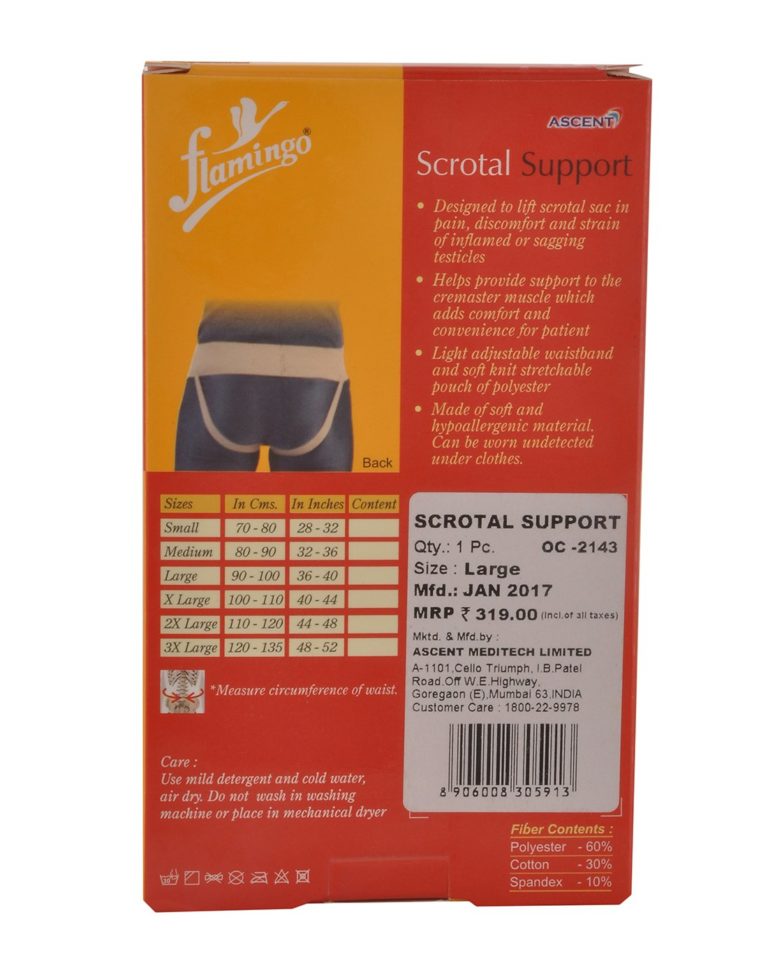 flamingo®
ASCENT
Scrotal Support
• Designed to lift scrotal sac in
pain, discomfort and strain
of inflamed or sagging
testicles
• Helps provide support to the
cremaster muscle which
adds comfort and
convenience for patient
• Light adjustable waistband
and soft knit stretchable
pouch of polyester
• Made of soft and
hypoallergenic material.
Can be worn undetected
under clothes.
Back
Sizes In Cms. In Inches Content
Small 70 - 80 28 - 32
Medium 80 - 90 32 - 36
Large 90 - 100 36 - 40
X Large 100 - 110 40 - 44
2X Large 110 - 120 44 - 48
3X Large 120 - 135 48 - 52
*Measure circumference of waist.
Care :
Use mild detergent and cold water,
air dry. Do not wash in washing
machine or place in mechanical dryer
SCROTAL SUPPORT
Qty.: 1 Pc. OC -2143
Size : Large
Mfd.: JAN 2017
MRP ₹ 319.00 (Incl.of all taxes)
Mktd. & Mfd.by :
ASCENT MEDITECH LIMITED
A-1101,Cello Triumph, I.B.Patel
Road.Off W.E.Highway,
Goregaon (E),Mumbai 63,INDIA
Customer Care : 1800-22-9978
8 906008 305913
Fiber Contents :
Polyester - 60%
Cotton - 30%
Spandex - 10%